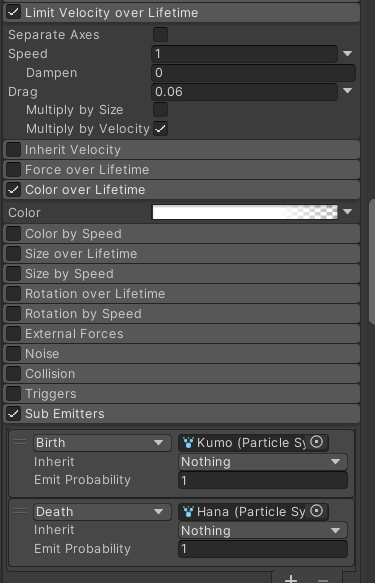 Limit Velocity over Lifetime
Separate Axes
Speed 1
Dampen 0
Drag 0.06
Multiply by Size
Multiply by Velocity
Inherit Velocity
Force over Lifetime
Color over Lifetime
Color
Color by Speed
Size over Lifetime
Size by Speed
Rotation over Lifetime
Rotation by Speed
External Forces
Noise
Collision
Triggers
Sub Emitters
Birth Kumo (Particle Sy
Inherit Nothing
Emit Probability 1
Death Hana (Particle Sy
Inherit Nothing
Emit Probability 1